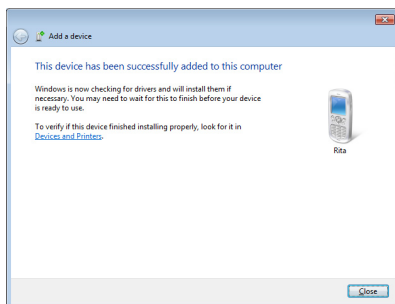 Add a device
This device has been successfully added to this computer
Windows is now checking for drivers and will install them if
necessary. You may need to wait for this to finish before your device
is ready to use.
To verify if this device finished installing properly, look for it in
Devices and Printers.
Rita
Close